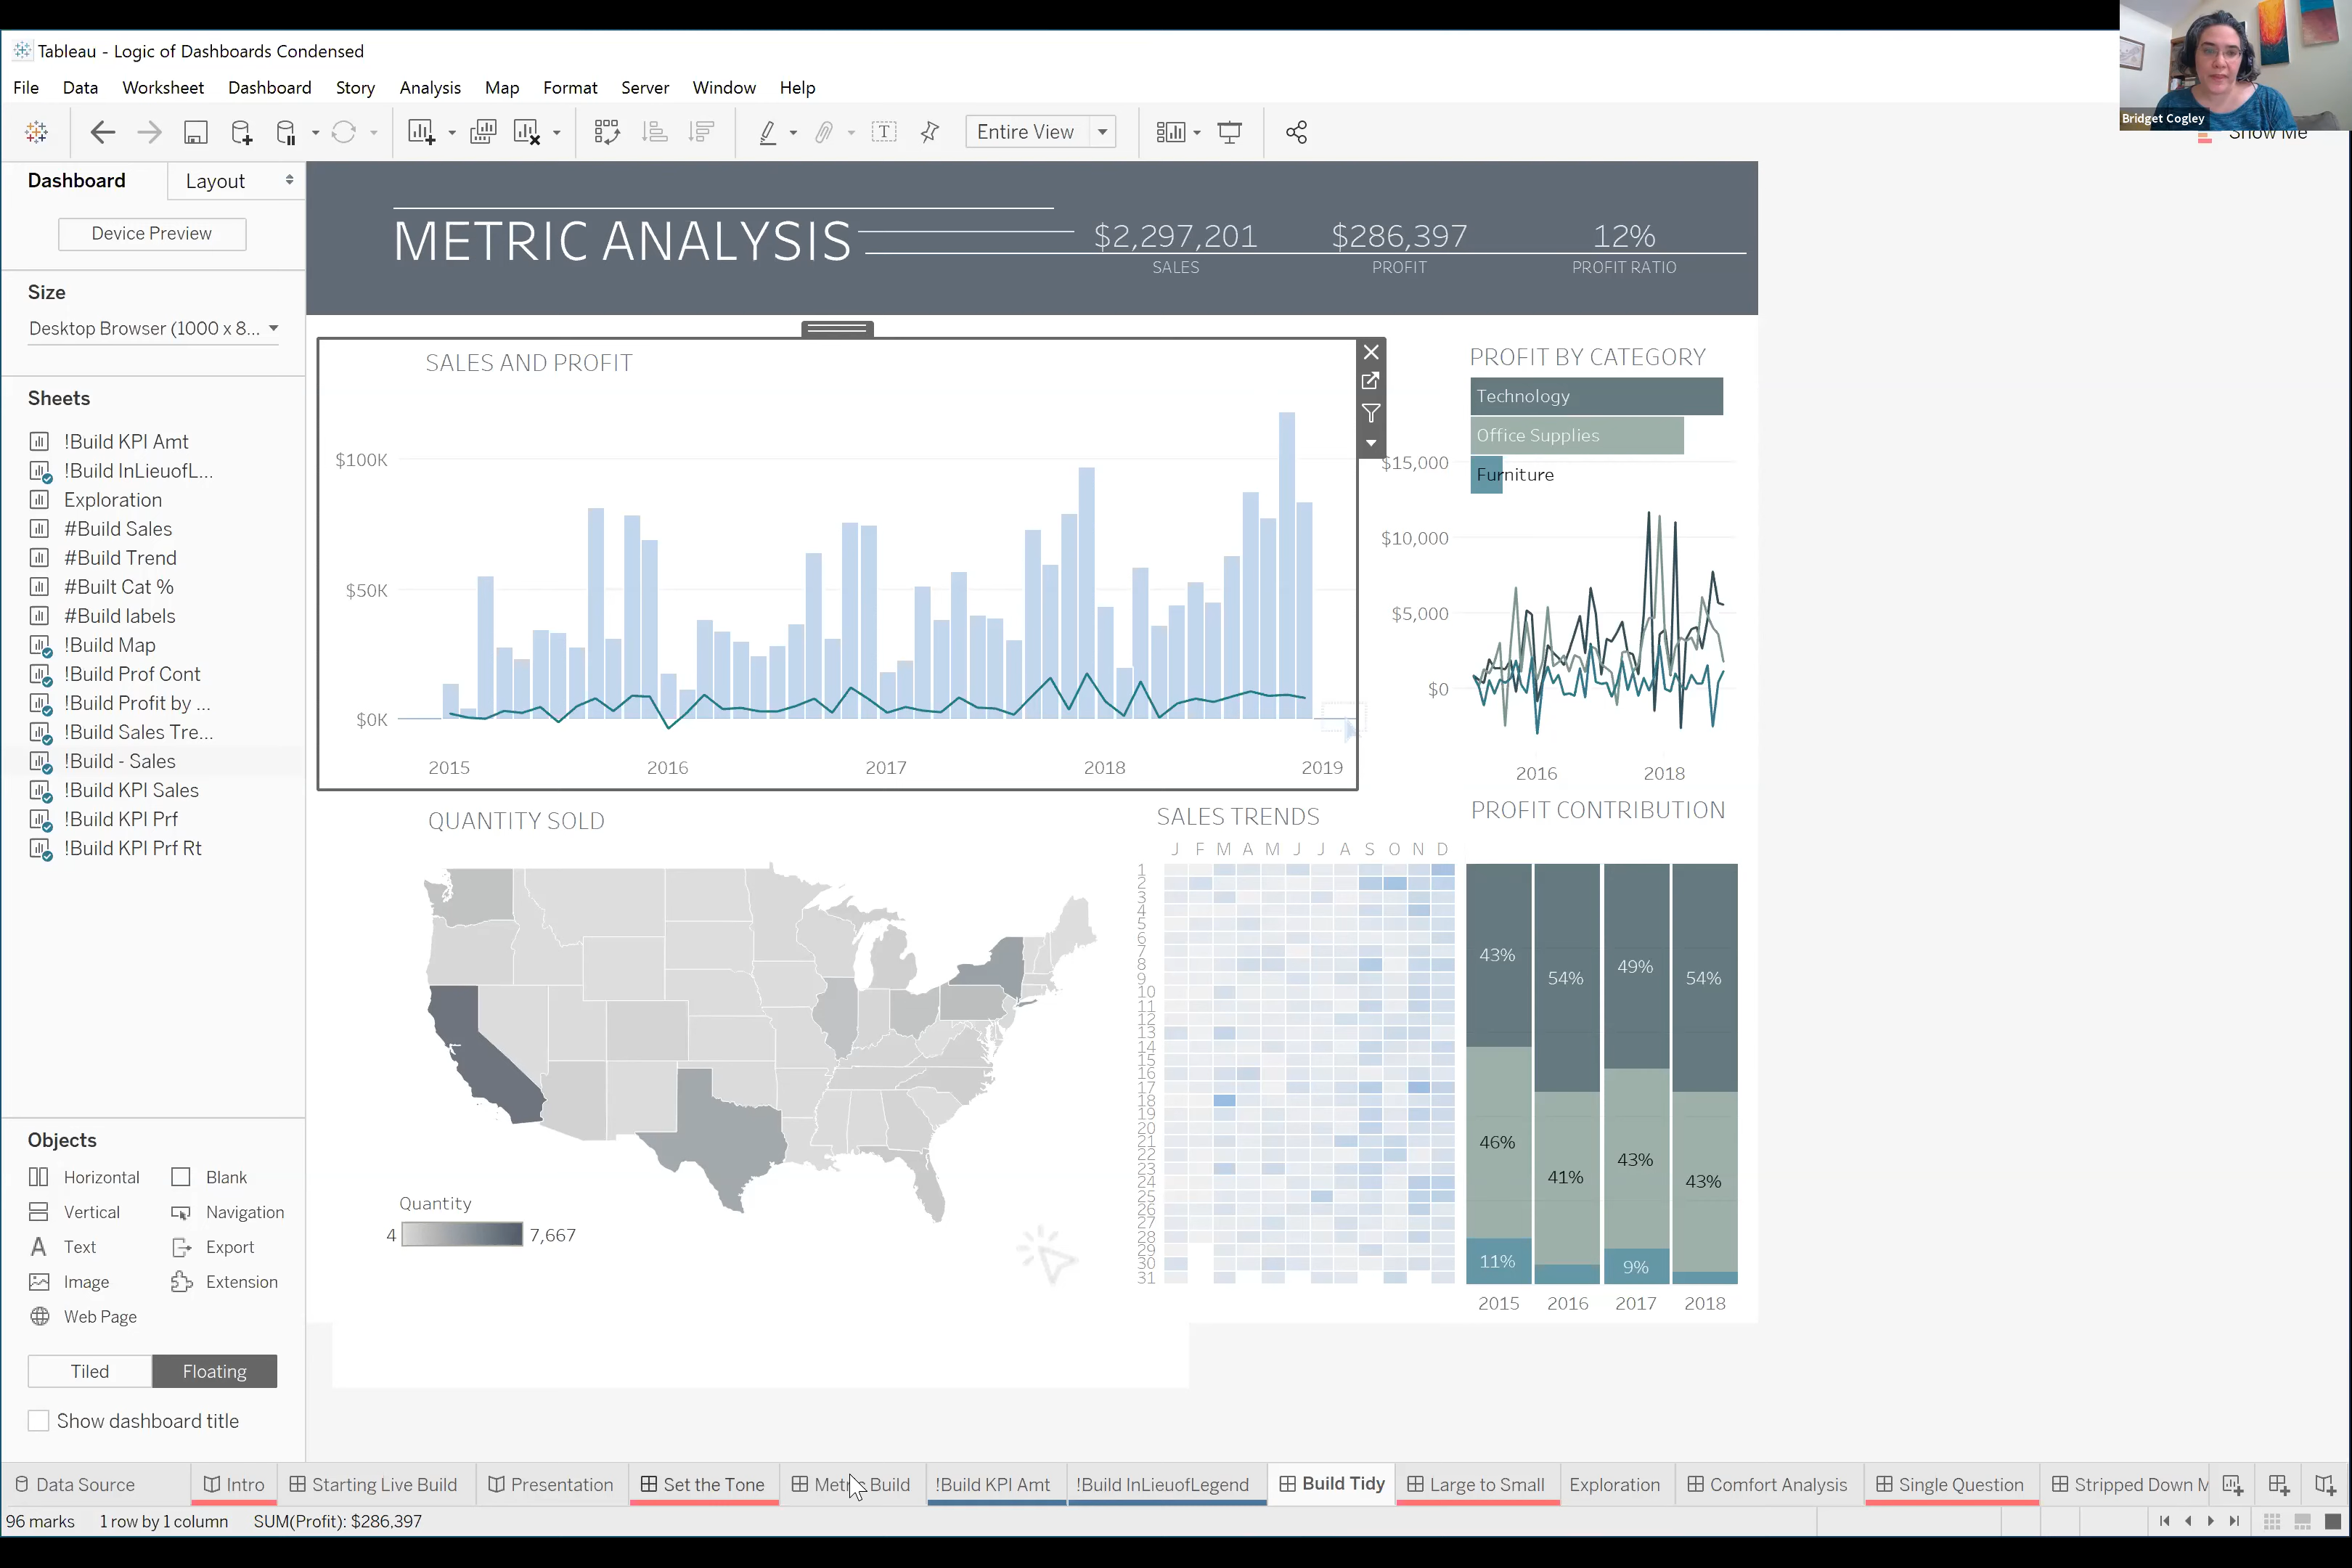 Tableau - Logic of Dashboards Condensed
Bridget Cogley
File Data Worksheet Dashboard Story Analysis Map Format Server Window Help
Entire View
Show Me
Dashboard Layout
Device Preview
Size
Desktop Browser (1000 x 8...
Sheets
!Build KPI Amt
!Build InLieuofL...
Exploration
#Build Sales
#Build Trend
#Built Cat %
#Build labels
!Build Map
!Build Prof Cont
!Build Profit by ...
!Build Sales Tre...
!Build - Sales
!Build KPI Sales
!Build KPI Prf
!Build KPI Prf Rt
Objects
Horizontal Blank
Vertical Navigation
Text Export
Image Extension
Web Page
Tiled Floating
Show dashboard title
METRIC ANALYSIS
$2,297,201 $286,397 12%
SALES PROFIT PROFIT RATIO
SALES AND PROFIT
$100K
$50K
$0K
2015 2016 2017 2018 2019
PROFIT BY CATEGORY
Technology
Office Supplies
Furniture
$15,000
$10,000
$5,000
$0
2016 2018
QUANTITY SOLD
Quantity
4 7,667
SALES TRENDS
J F M A M J J A S O N D
1
2
3
4
5
6
7
8
9
10
11
12
13
14
15
16
17
18
19
20
21
22
23
24
25
26
27
28
29
30
31
PROFIT CONTRIBUTION
43% 54% 49% 54%
46% 41% 43% 43%
11% 9%
2015 2016 2017 2018
Data Source Intro Starting Live Build Presentation Set the Tone Metric Build !Build KPI Amt !Build InLieuofLegend Build Tidy Large to Small Exploration Comfort Analysis Single Question Stripped Down M
96 marks 1 row by 1 column SUM(Profit): $286,397